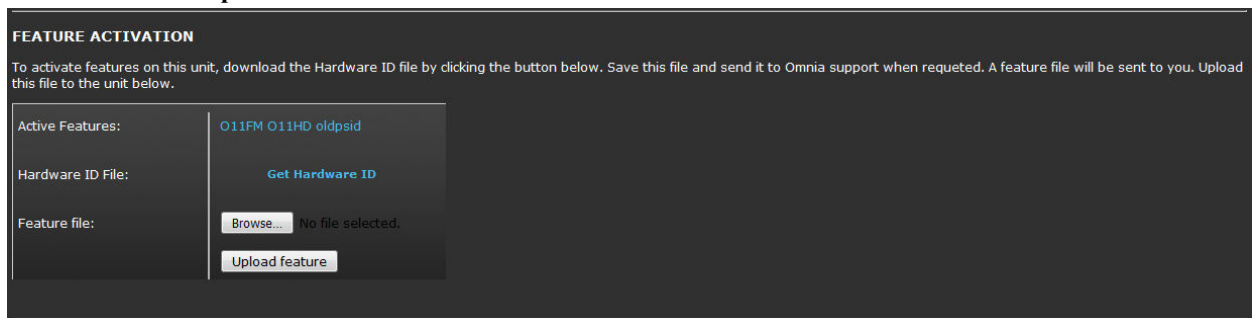 FEATURE ACTIVATION
To activate features on this unit, download the Hardware ID file by clicking the button below. Save this file and send it to Omnia support when requeted. A feature file will be sent to you. Upload
this file to the unit below.
Active Features: O11FM O11HD oldpsid
Hardware ID File: Get Hardware ID
Feature file: Browse... No file selected.
Upload feature